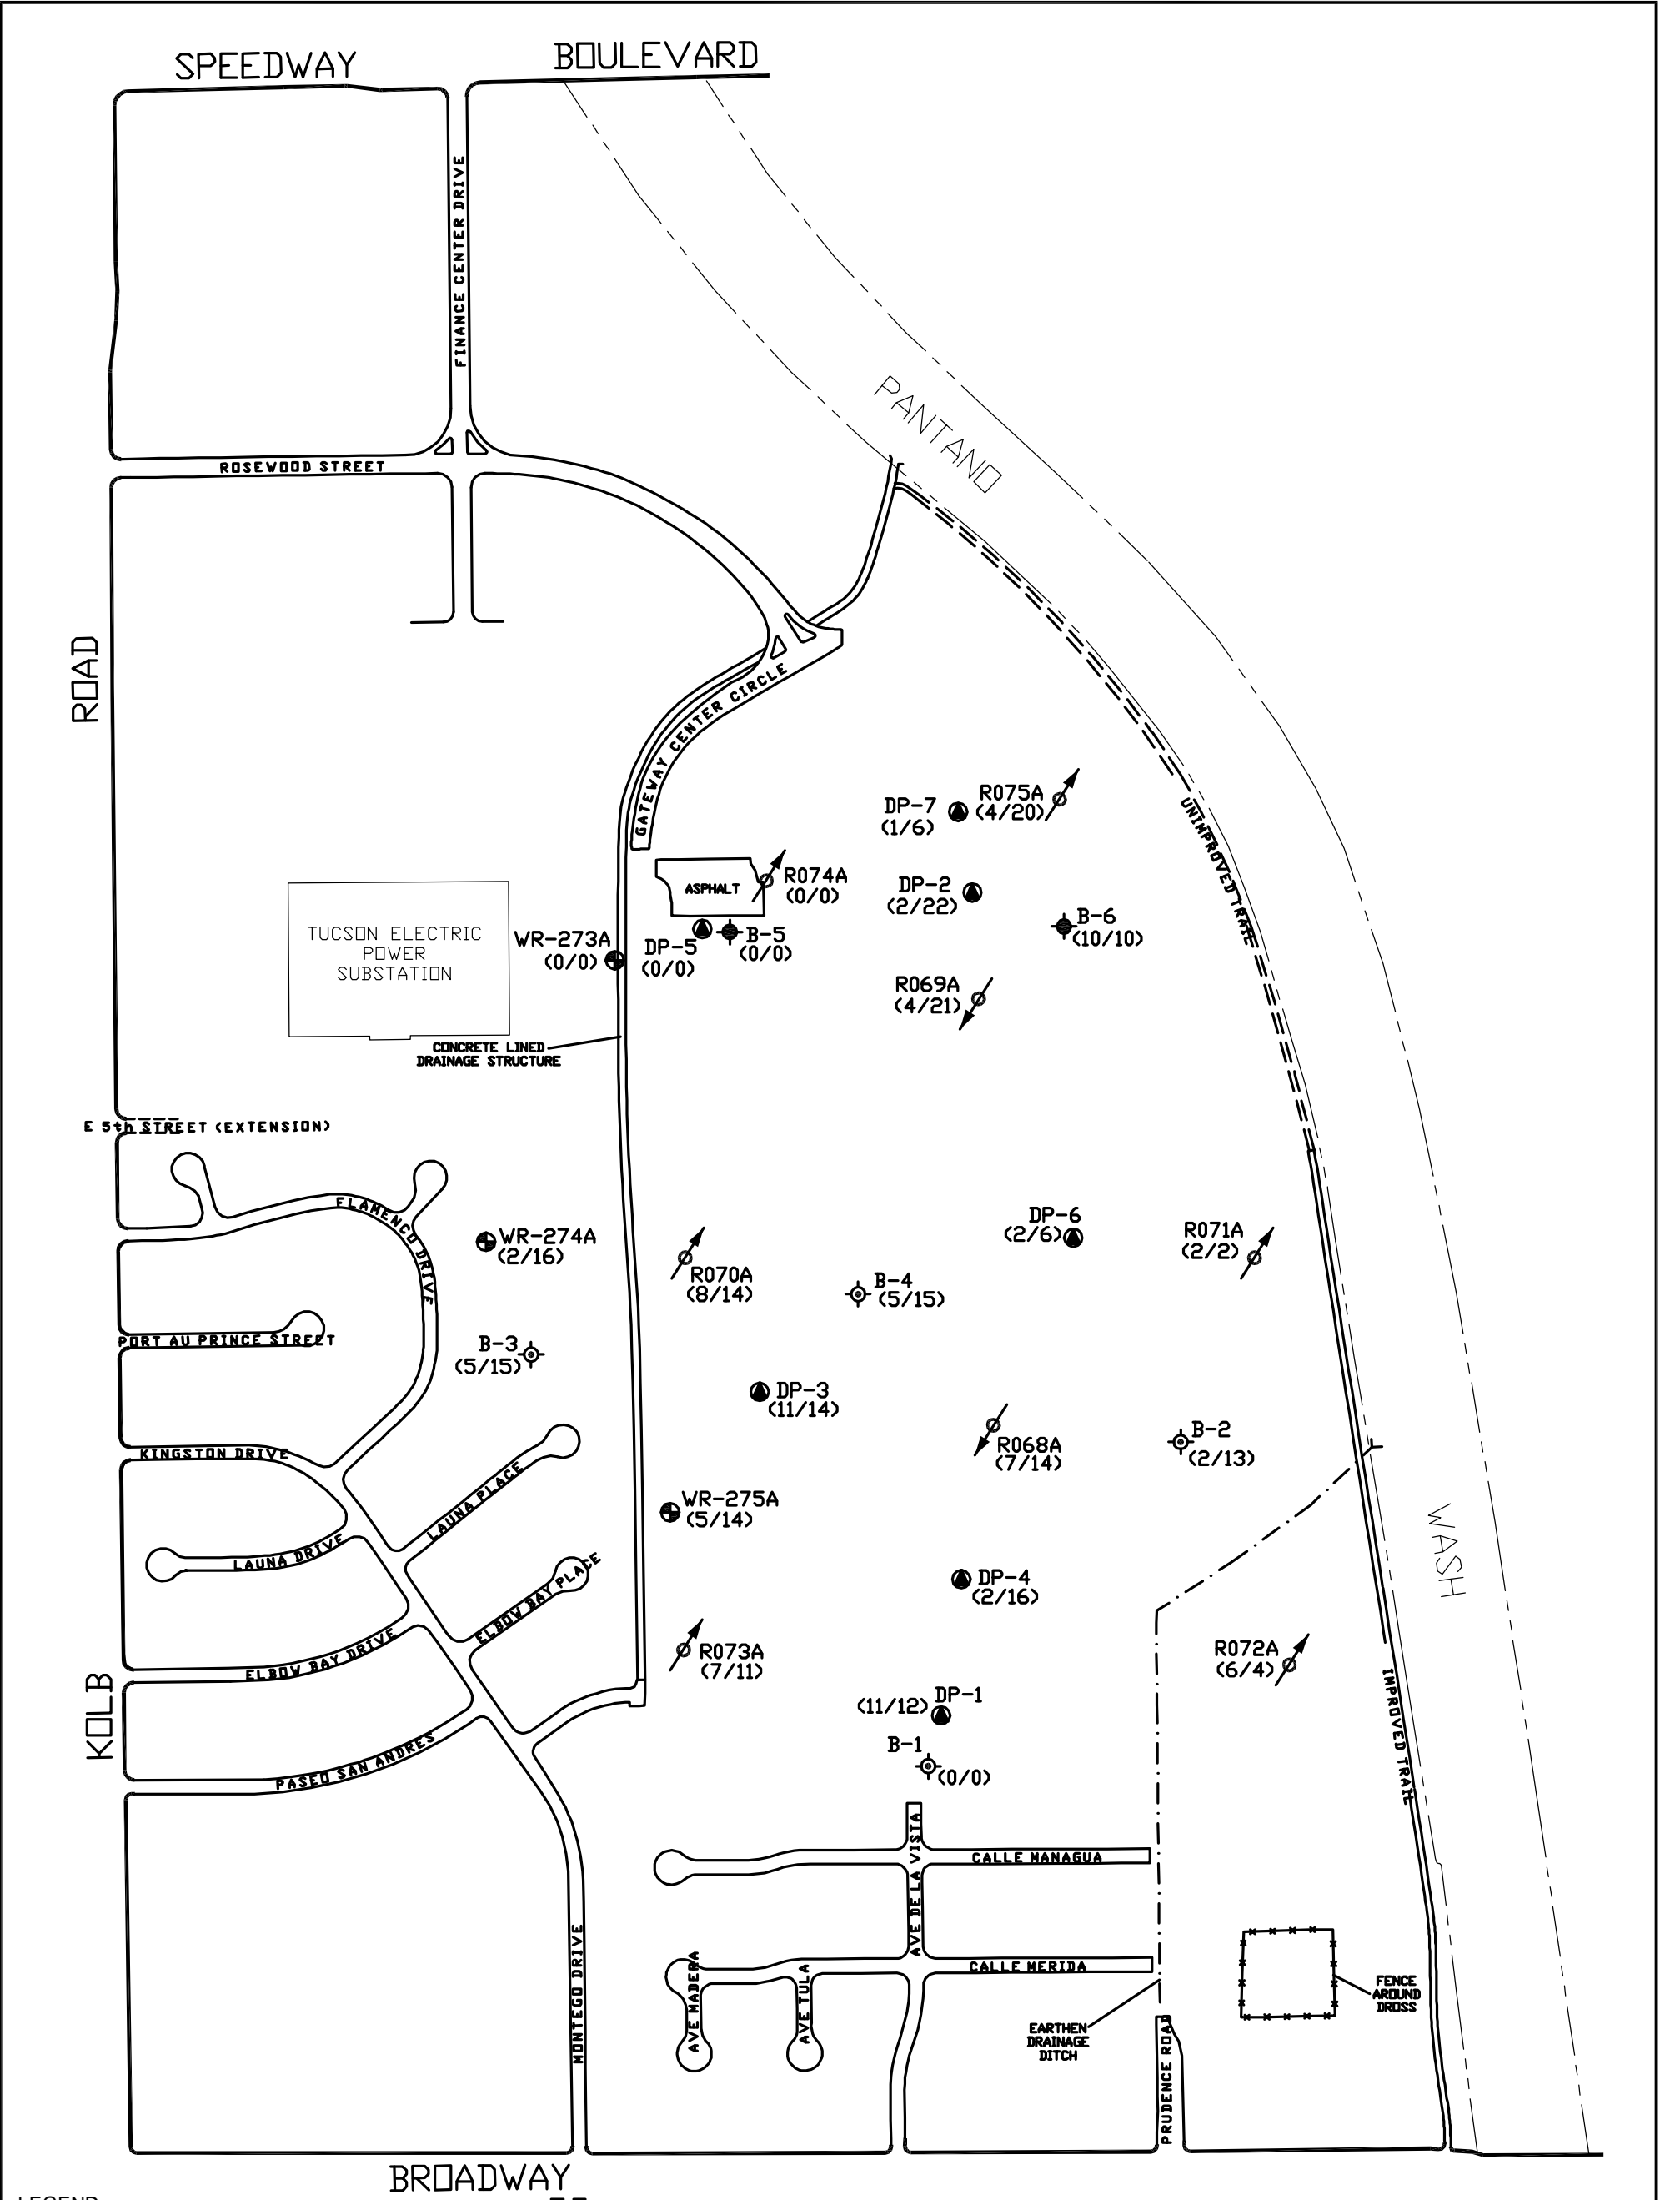 SPEEDWAY
BOULEVARD
FINANCE CENTER DRIVE
PANTANO
ROSEWOOD STREET
ROAD
GATEWAY CENTER CIRCLE
UNIMPROVED TRAIL
DP-7
(1/6)
R075A
(4/20)
ASPHALT
R074A
(0/0)
DP-2
(2/22)
B-6
(10/10)
TUCSON ELECTRIC
POWER
SUBSTATION
WR-273A
(0/0)
DP-5
(0/0)
B-5
(0/0)
R069A
(4/21)
CONCRETE LINED
DRAINAGE STRUCTURE
E 5th STREET (EXTENSION)
FLAMENCO DRIVE
WR-274A
(2/16)
R070A
(8/14)
DP-6
(2/6)
R071A
(2/2)
B-4
(5/15)
PORT AU PRINCE STREET
B-3
(5/15)
DP-3
(11/14)
R068A
(7/14)
B-2
(2/13)
KINGSTON DRIVE
LAUNA PLACE
WR-275A
(5/14)
WASH
LAUNA DRIVE
ELBOW BAY PLACE
DP-4
(2/16)
ELBOW BAY DRIVE
R073A
(7/11)
R072A
(6/4)
KOLB
(11/12)
DP-1
IMPROVED TRAIL
B-1
(0/0)
PASEO SAN ANDRES
AVE DE LA VISTA
CALLE MANAGUA
MONTEGO DRIVE
AVE MADERA
AVE TULA
CALLE MERIDA
FENCE
AROUND
DROSS
EARTHEN
DRAINAGE
DITCH
PRUDENCE ROAD
BROADWAY
LEGEND